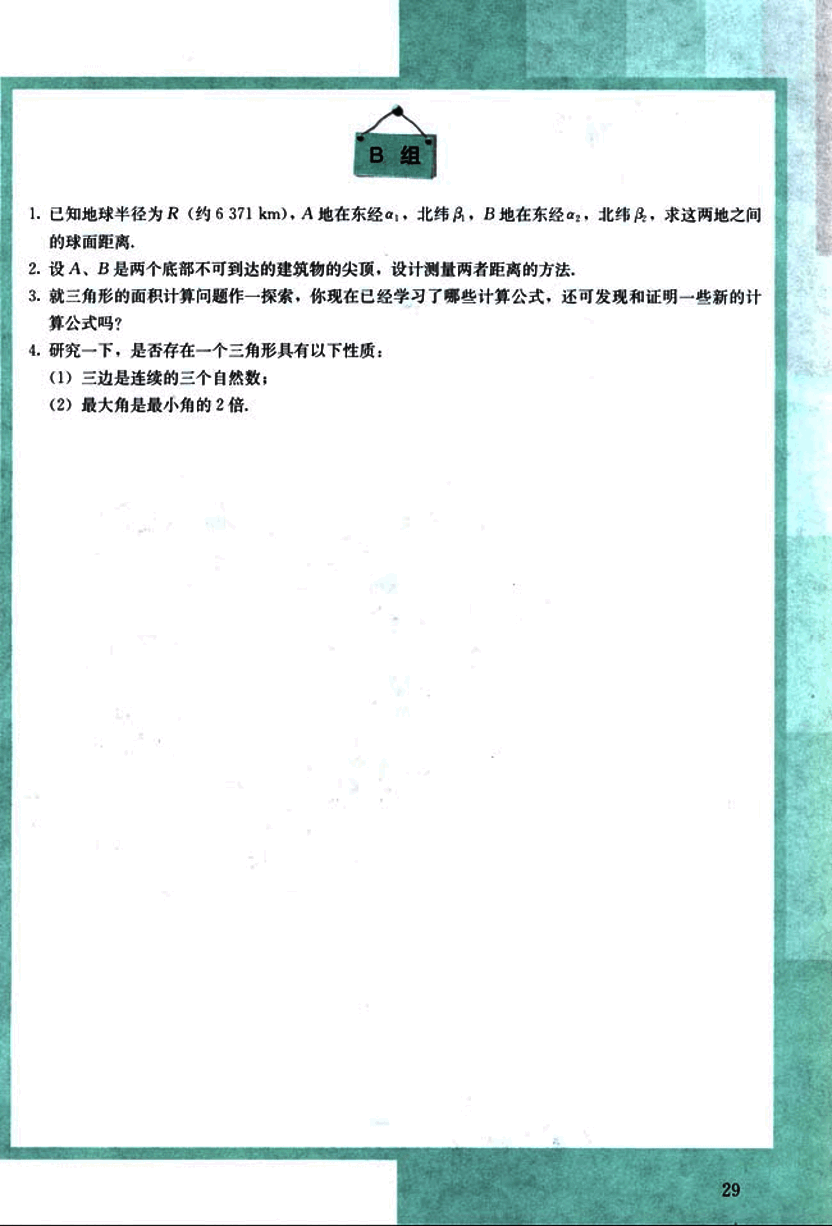 B 组
1. 已知地球半径为 R（约 6 371 km），A 地在东经α₁，北纬β₁，B 地在东经α₂，北纬β₂，求这两地之间
的球面距离.
2. 设 A、B 是两个底部不可到达的建筑物的尖顶，设计测量两者距离的方法.
3. 就三角形的面积计算问题作一探索，你现在已经学习了哪些计算公式，还可发现和证明一些新的计
算公式吗？
4. 研究一下，是否存在一个三角形具有以下性质：
（1）三边是连续的三个自然数；
（2）最大角是最小角的 2 倍.
29